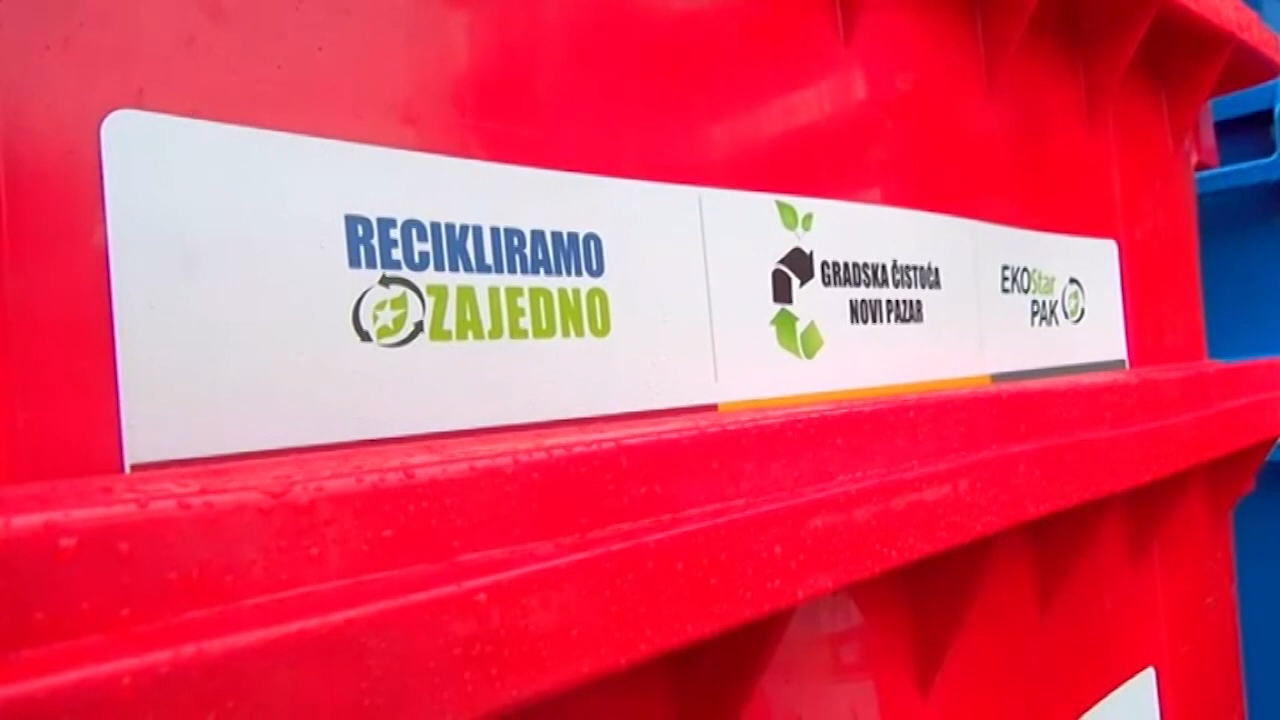 RECIKLIRAMO
ZAJEDNO
GRADSKA ČISTOĆA
NOVI PAZAR
EKOStar
PAK